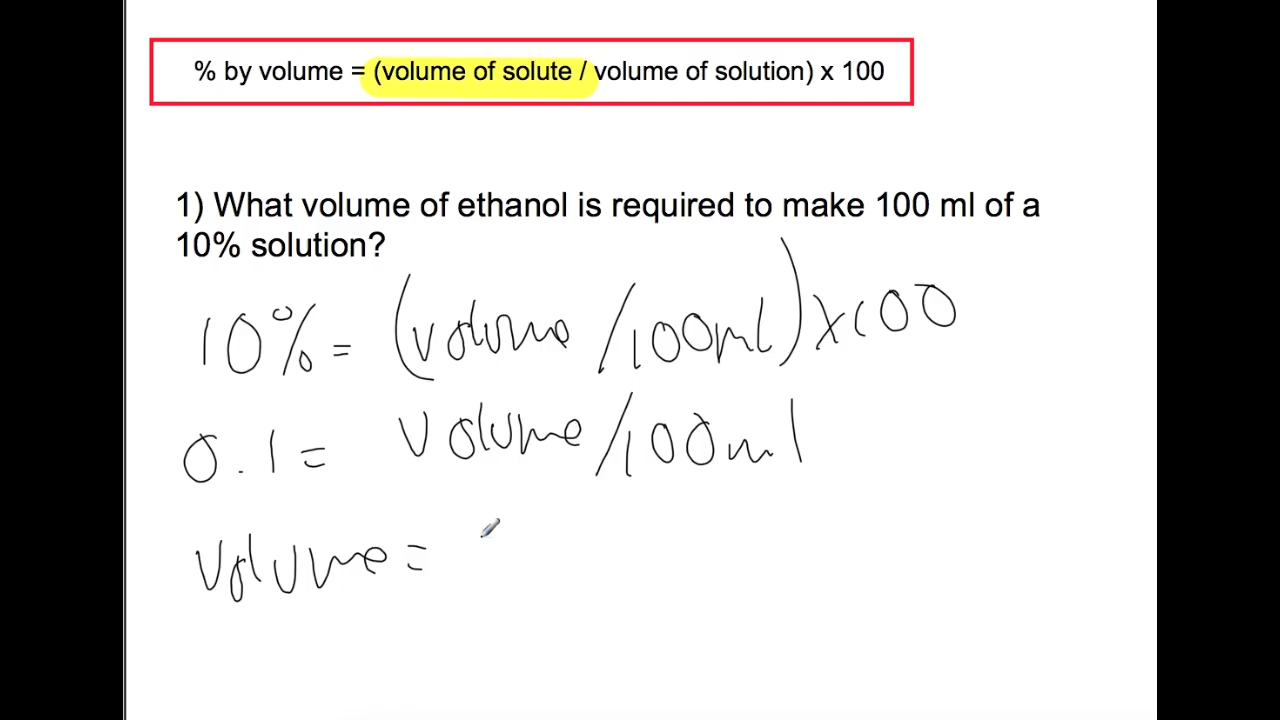 % by volume = (volume of solute / volume of solution) x 100
1) What volume of ethanol is required to make 100 ml of a
10% solution?
10% = (volume /100ml) x100
0.1 = volume /100ml
volume =